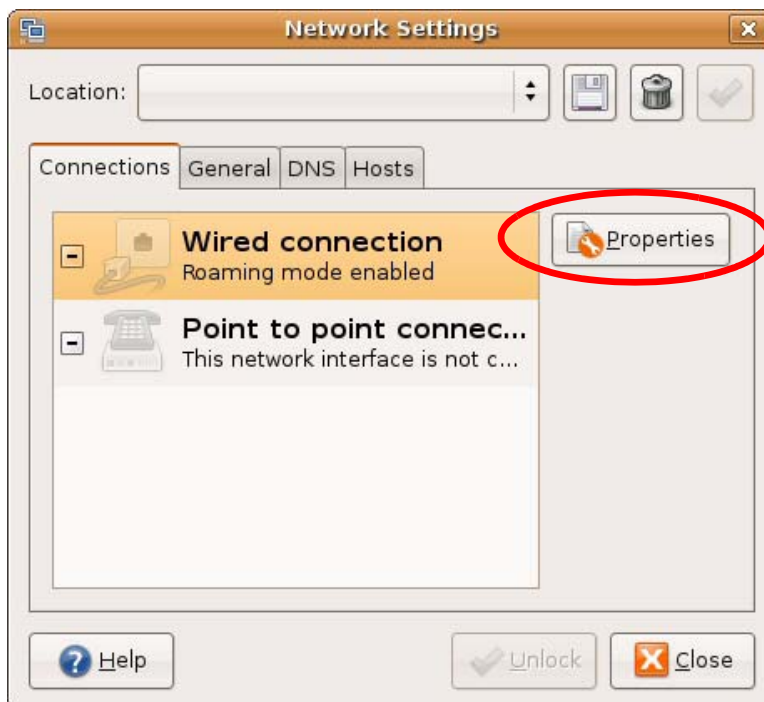 Network Settings
Location:
Connections General DNS Hosts
Wired connection
Roaming mode enabled
Properties
Point to point connec...
This network interface is not c...
Help Unlock Close